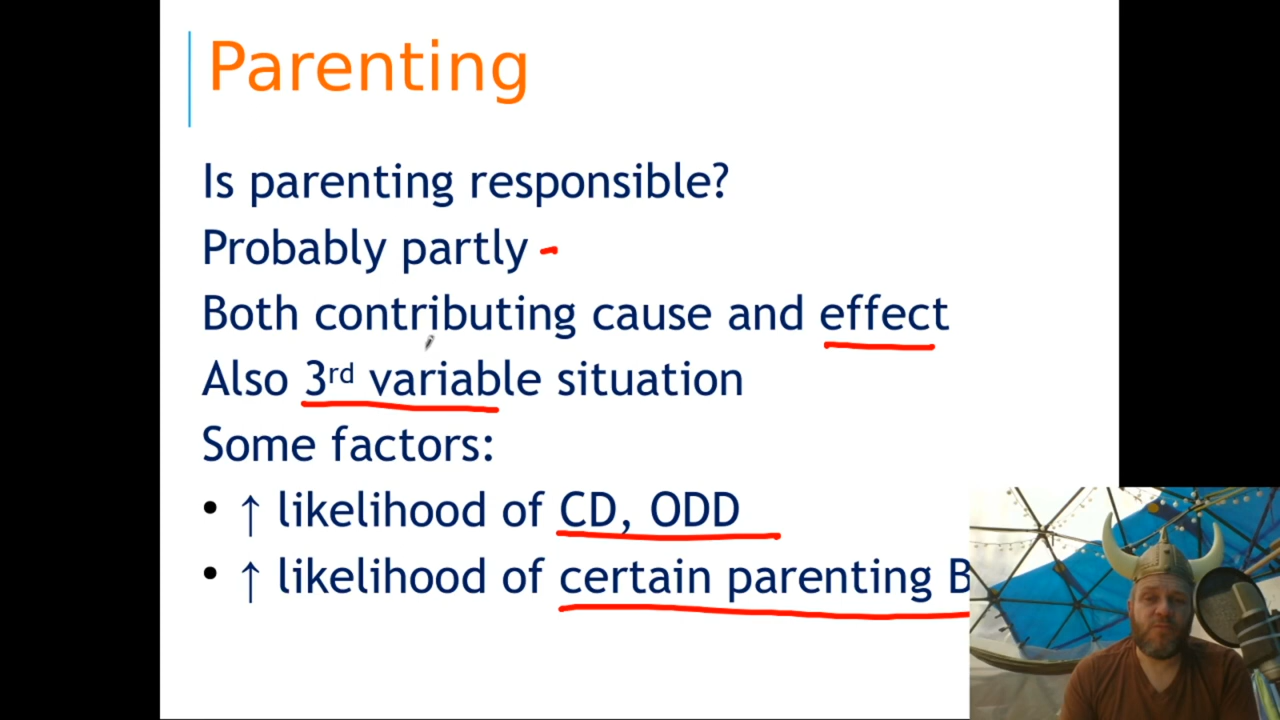 Parenting
Is parenting responsible?
Probably partly -
Both contributing cause and effect
Also 3rd variable situation
Some factors:
• ↑ likelihood of CD, ODD
• ↑ likelihood of certain parenting B